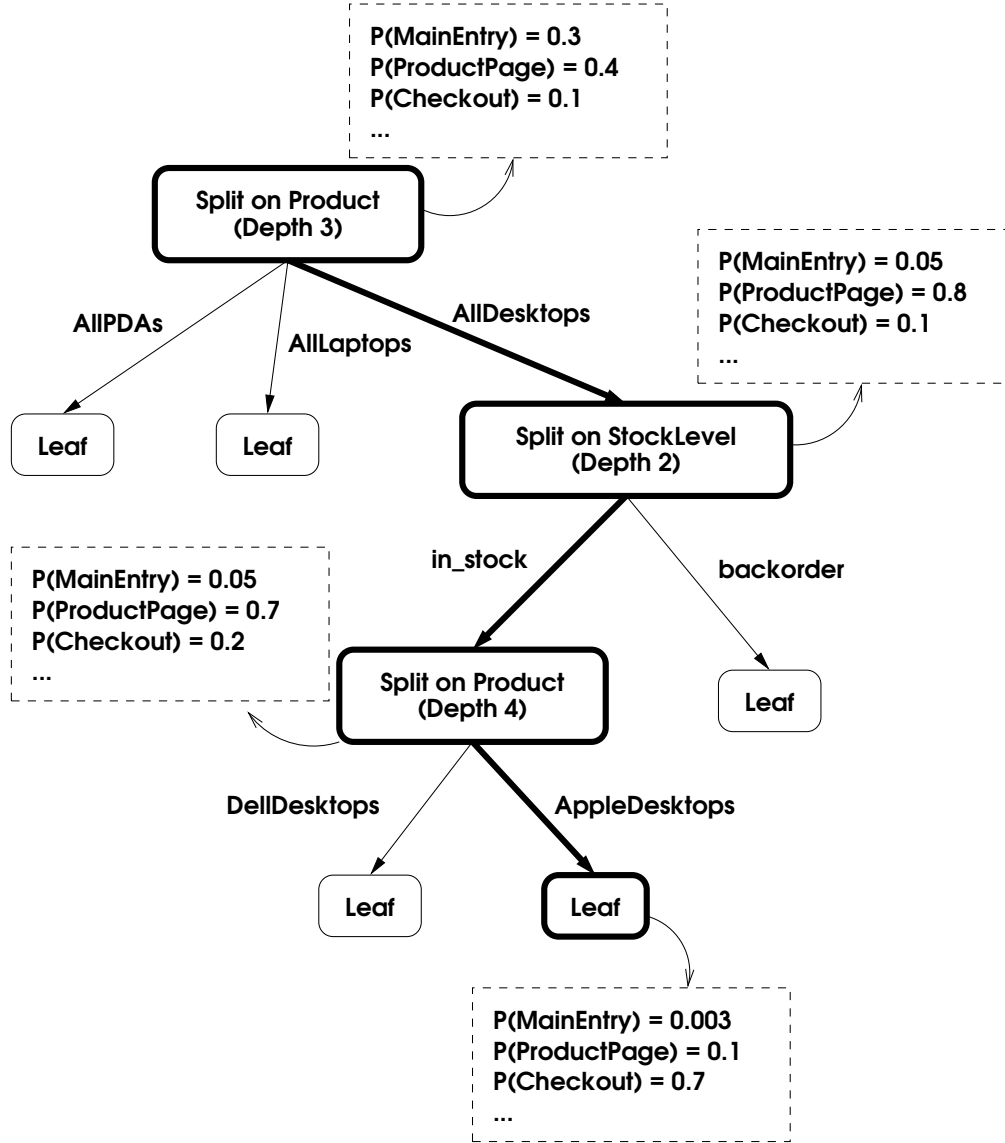 P(MainEntry) = 0.3
P(ProductPage) = 0.4
P(Checkout) = 0.1
...
Split on Product
(Depth 3)
P(MainEntry) = 0.05
P(ProductPage) = 0.8
P(Checkout) = 0.1
...
AllPDAs
AllLaptops
AllDesktops
Leaf
Leaf
Split on StockLevel
(Depth 2)
in_stock
backorder
P(MainEntry) = 0.05
P(ProductPage) = 0.7
P(Checkout) = 0.2
...
Split on Product
(Depth 4)
Leaf
DellDesktops
AppleDesktops
Leaf
Leaf
P(MainEntry) = 0.003
P(ProductPage) = 0.1
P(Checkout) = 0.7
...